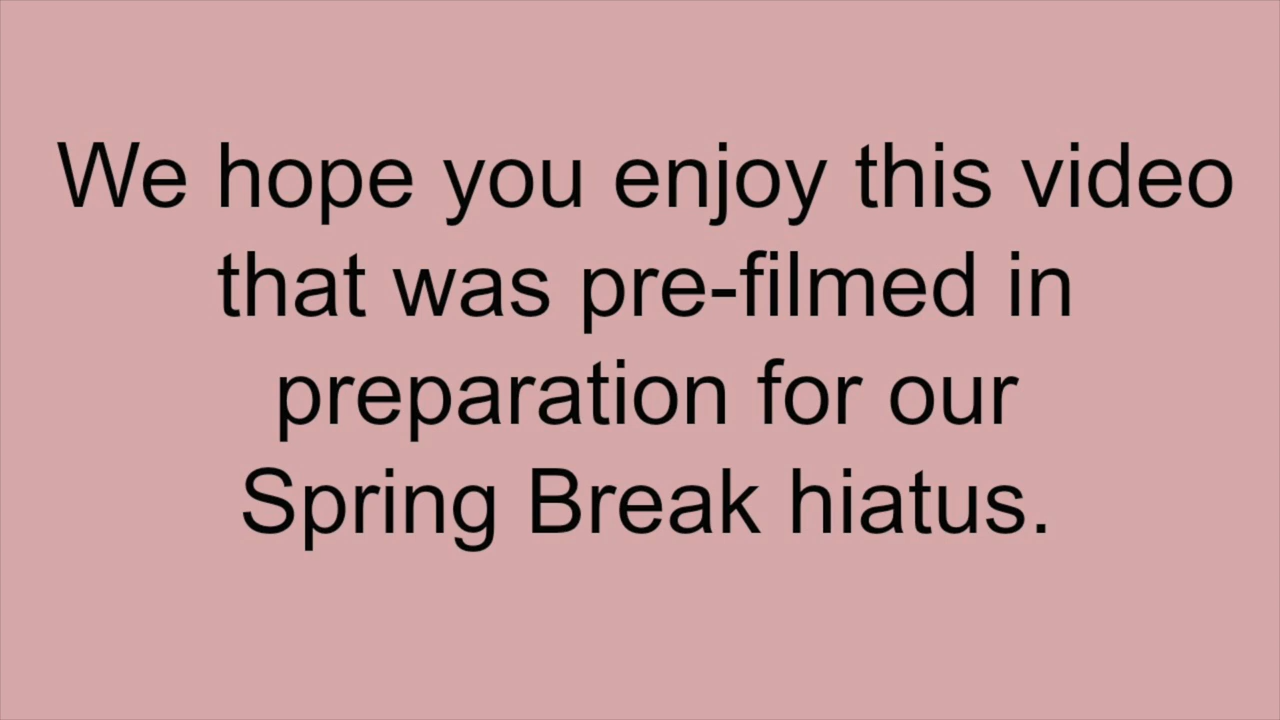 We hope you enjoy this video
that was pre-filmed in
preparation for our
Spring Break hiatus.